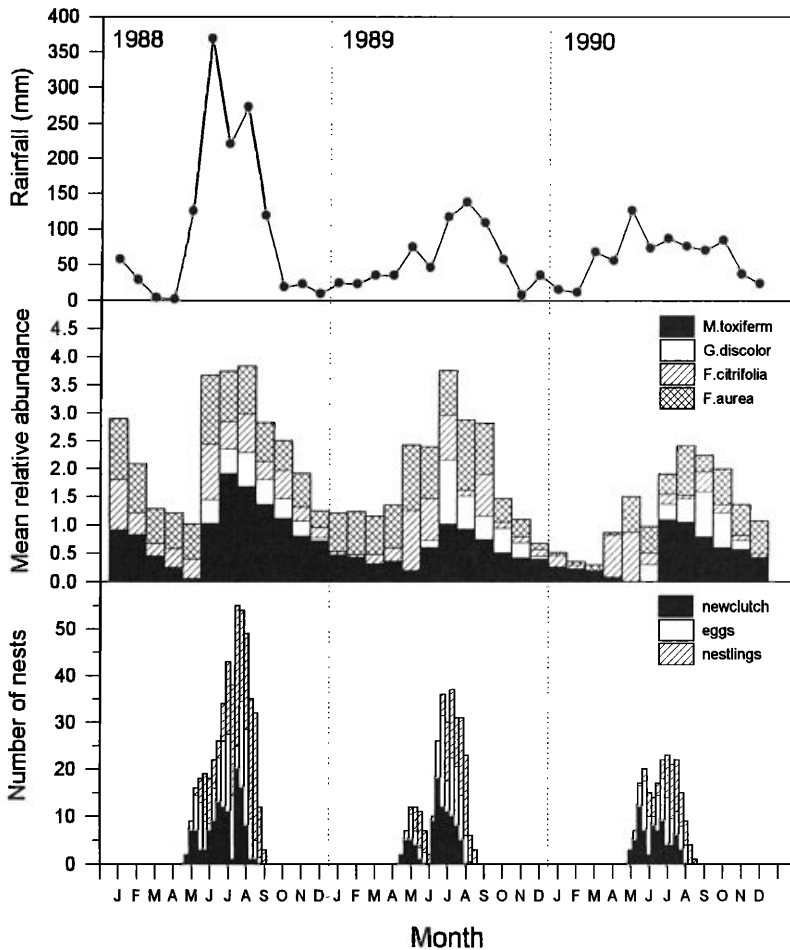 1988
1989
1990
Rainfall (mm)
400
350
300
250
200
150
100
50
0
Mean relative abundance
4.5
4.0
3.5
3.0
2.5
2.0
1.5
1.0
0.5
0.0
M.toxiferm
G.discolor
F.citrifolia
F.aurea
Number of nests
50
40
30
20
10
0
newclutch
eggs
nestlings
J F M A M J J A S O N D J F M A M J J A S O N D J F M A M J J A S O N D
Month